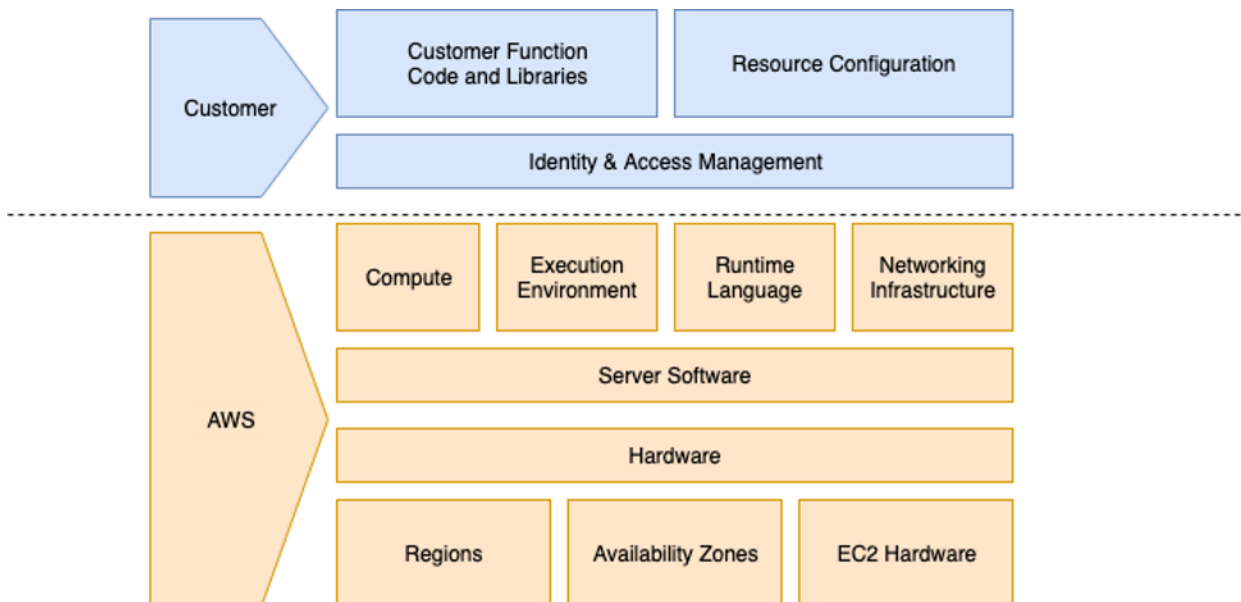 Customer
Customer Function
Code and Libraries
Resource Configuration
Identity & Access Management
AWS
Compute
Execution
Environment
Runtime
Language
Networking
Infrastructure
Server Software
Hardware
Regions
Availability Zones
EC2 Hardware